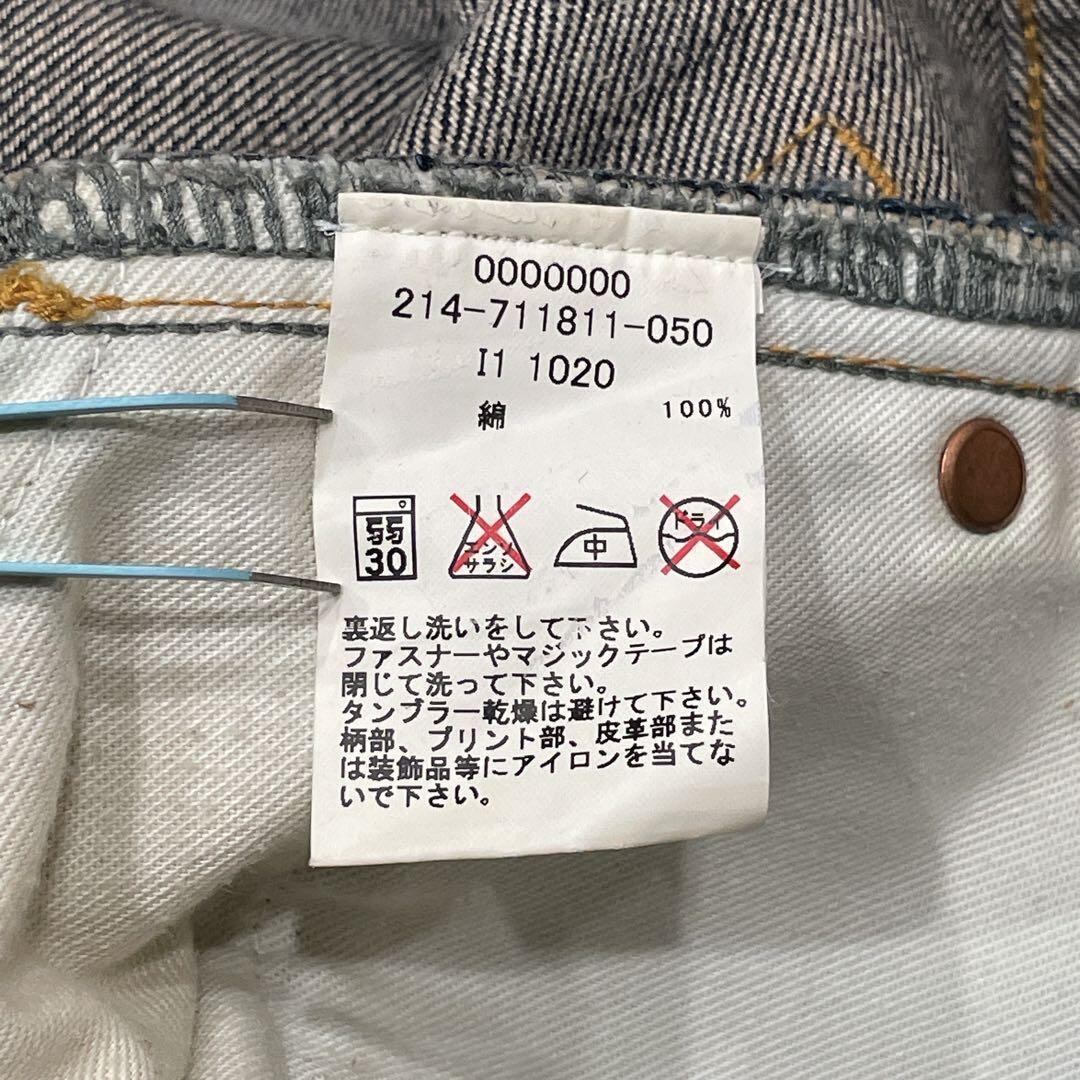 0000000
214-711811-050
I1 1020
綿 100%
弱
30
エンソ
サラシ
中
ドライ
裏返し洗いをして下さい。
ファスナーやマジックテープは
閉じて洗って下さい。
タンブラー乾燥は避けて下さい。
柄部、プリント部、皮革部また
は装飾品等にアイロンを当てな
いで下さい。